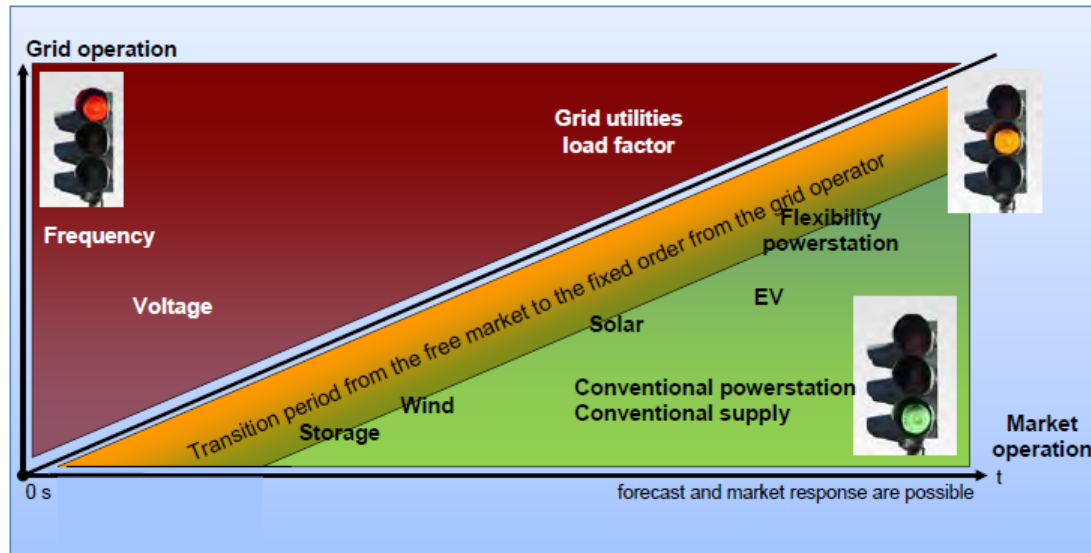 Grid operation
Grid utilities
load factor
Frequency
Voltage
Transition period from the free market to the fixed order from the grid operator
Flexibility
powerstation
EV
Solar
Wind
Storage
Conventional powerstation
Conventional supply
Market
operation
0 s
forecast and market response are possible
t